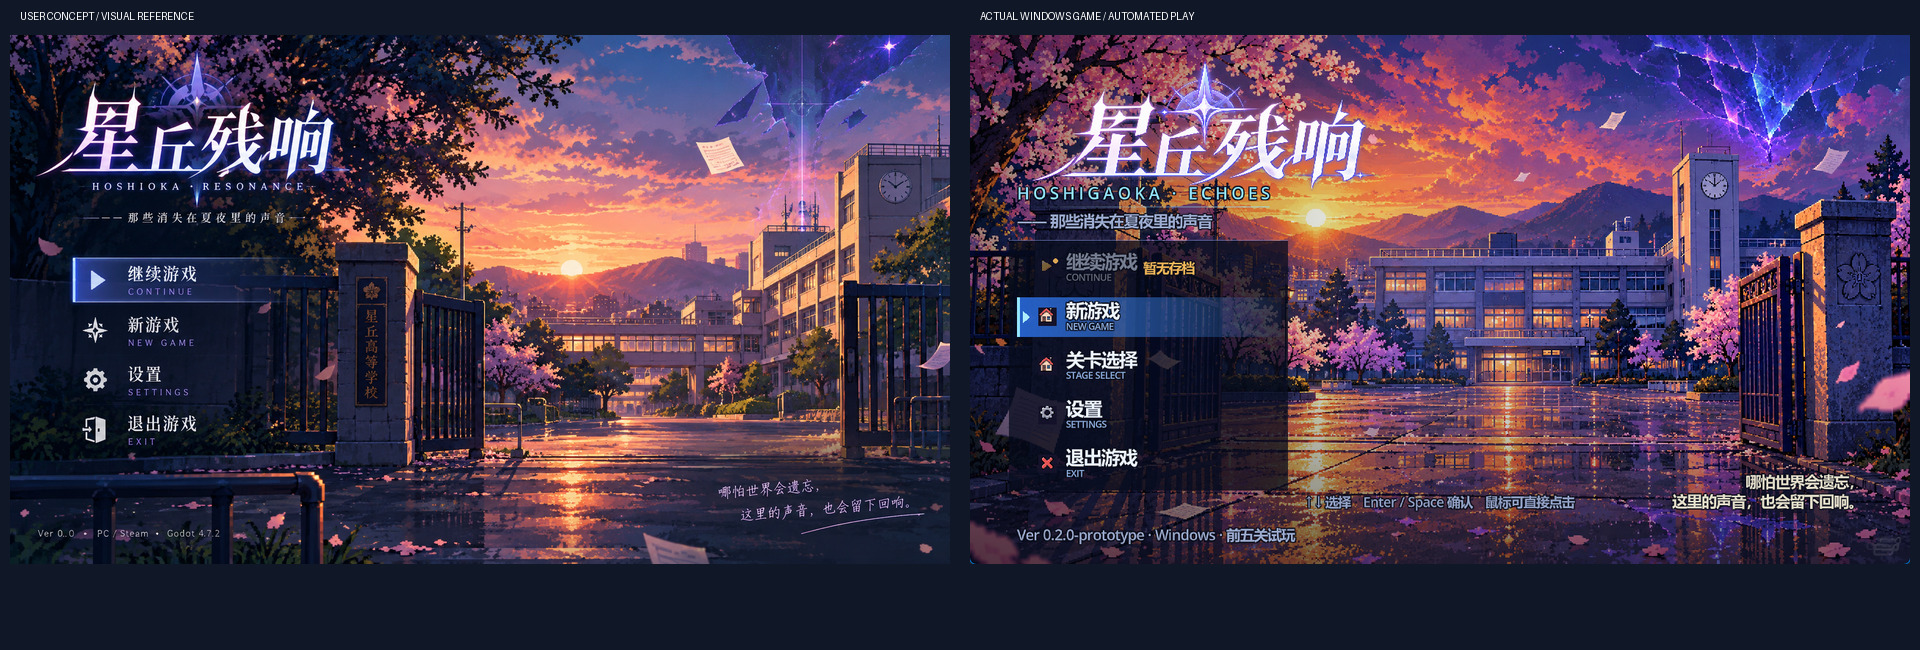 USER CONCEPT / VISUAL REFERENCE
星丘残响
HOSHIOKA · RESONANCE
——那些消失在夏夜里的声音—
继续游戏
CONTINUE
新游戏
NEW GAME
设置
SETTINGS
退出游戏
EXIT
星丘高等学校
哪怕世界会遗忘，
这里的声音，也会留下回响。
Ver 0..0 • PC / Steam • Godot 4.7.2
ACTUAL WINDOWS GAME / AUTOMATED PLAY
星丘残响
HOSHIGAOKA · ECHOES
—— 那些消失在夏夜里的声音
继续游戏 暂无存档
CONTINUE
新游戏
NEW GAME
关卡选择
STAGE SELECT
设置
SETTINGS
退出游戏
EXIT
↑↓ 选择 Enter / Space 确认 鼠标可直接点击
哪怕世界会遗忘，
这里的声音，也会留下回响。
Ver 0.2.0-prototype · Windows · 前五关试玩